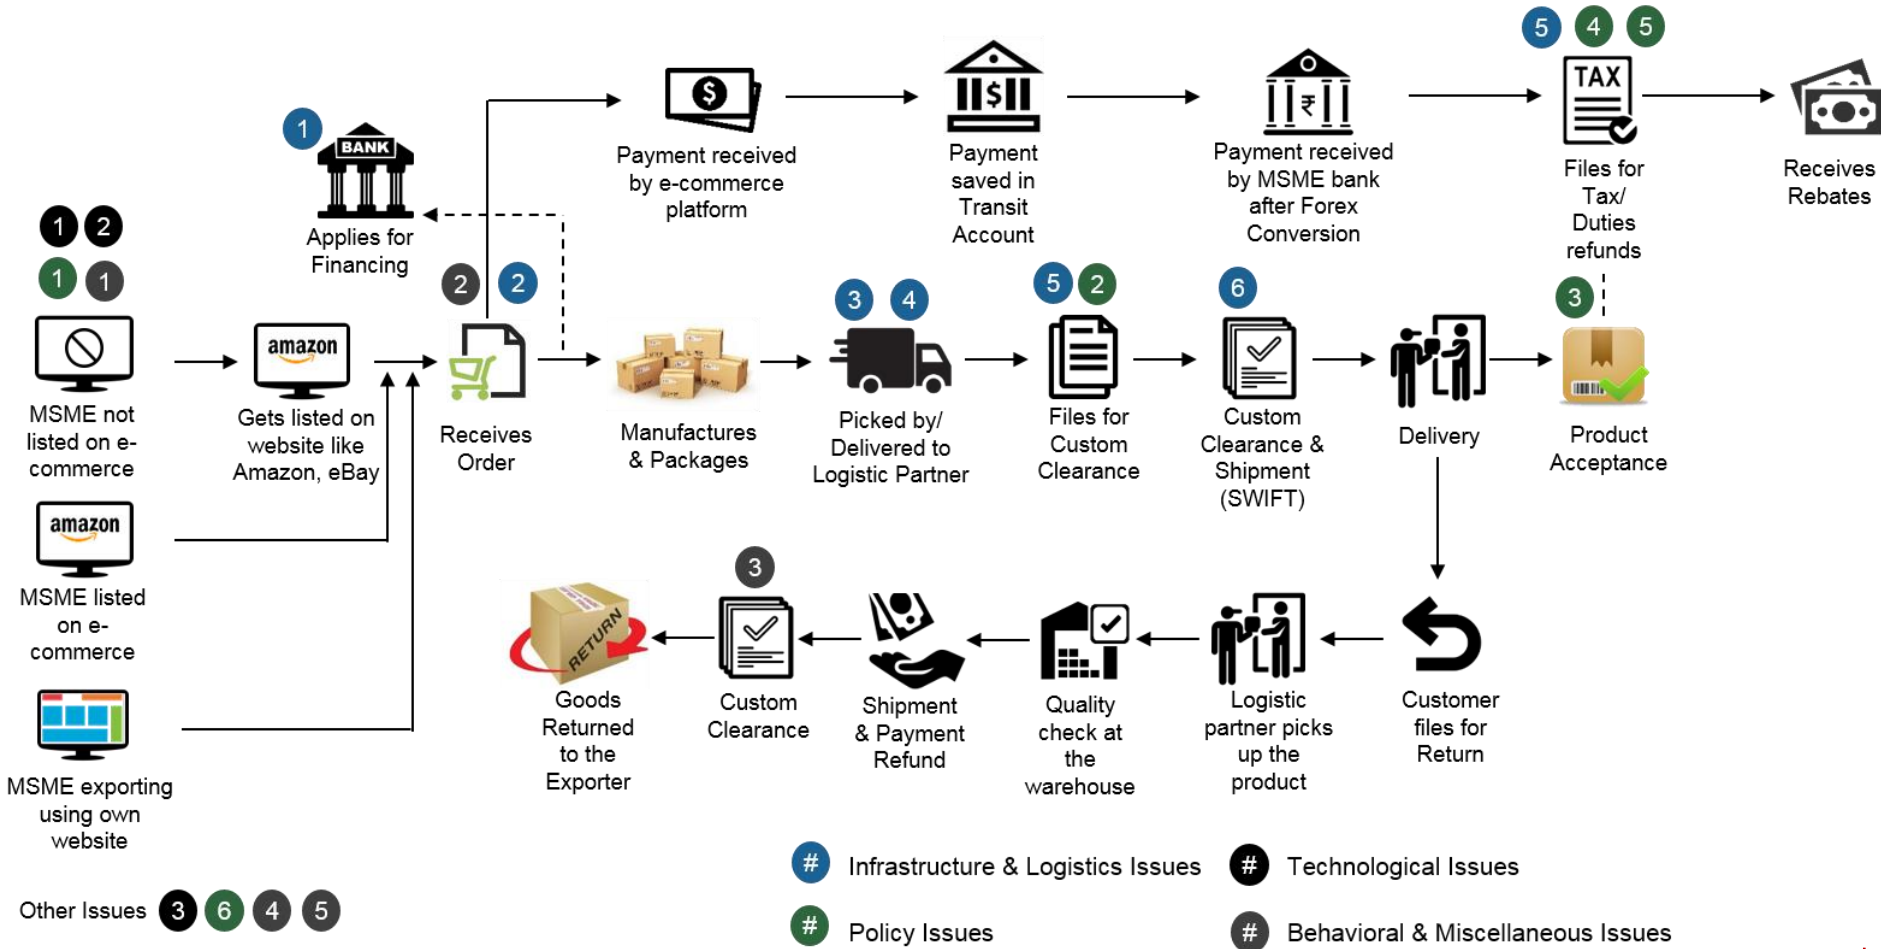 5 4 5
TAX
$
$
₹
1
BANK
Payment received
by e-commerce
platform
Payment
saved in
Transit
Account
Payment received
by MSME bank
after Forex
Conversion
Files for
Tax/
Duties
refunds
Receives
Rebates
Applies for
Financing
1 2
1 1
2 2
3 4
5 2
6
3
amazon
MSME not
listed on e-
commerce
Gets listed on
website like
Amazon, eBay
Receives
Order
Manufactures
& Packages
Picked by/
Delivered to
Logistic Partner
Files for
Custom
Clearance
Custom
Clearance &
Shipment
(SWIFT)
Delivery
Product
Acceptance
amazon
MSME listed
on e-
commerce
3
RETURN
Goods
Returned
to the
Exporter
Custom
Clearance
Shipment
& Payment
Refund
Quality
check at
the
warehouse
Logistic
partner picks
up the
product
Customer
files for
Return
MSME exporting
using own
website
# Infrastructure & Logistics Issues
# Technological Issues
Other Issues 3 6 4 5
# Policy Issues
# Behavioral & Miscellaneous Issues